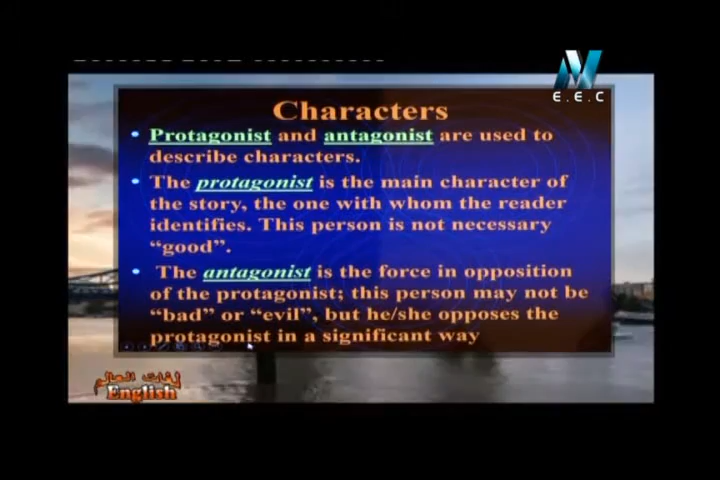 E.E.C
Characters
Protagonist and antagonist are used to
describe characters.
The protagonist is the main character of
the story, the one with whom the reader
identifies. This person is not necessary
“good”.
The antagonist is the force in opposition
of the protagonist; this person may not be
“bad” or “evil”, but he/she opposes the
protagonist in a significant way
لغات العالم
English